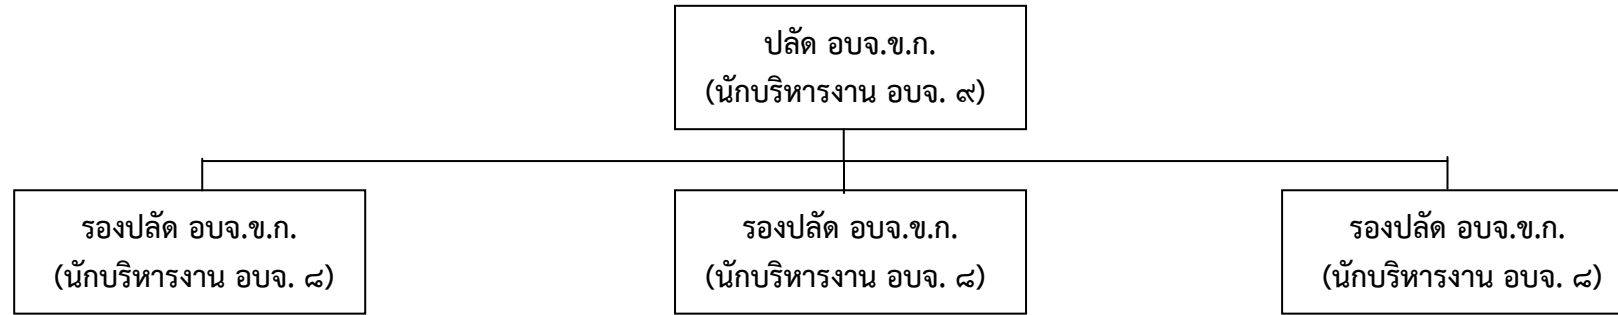 ปลัด อบจ.ข.ก.
(นักบริหารงาน อบจ. ๙)
รองปลัด อบจ.ข.ก.
(นักบริหารงาน อบจ. ๘)
รองปลัด อบจ.ข.ก.
(นักบริหารงาน อบจ. ๘)
รองปลัด อบจ.ข.ก.
(นักบริหารงาน อบจ. ๘)